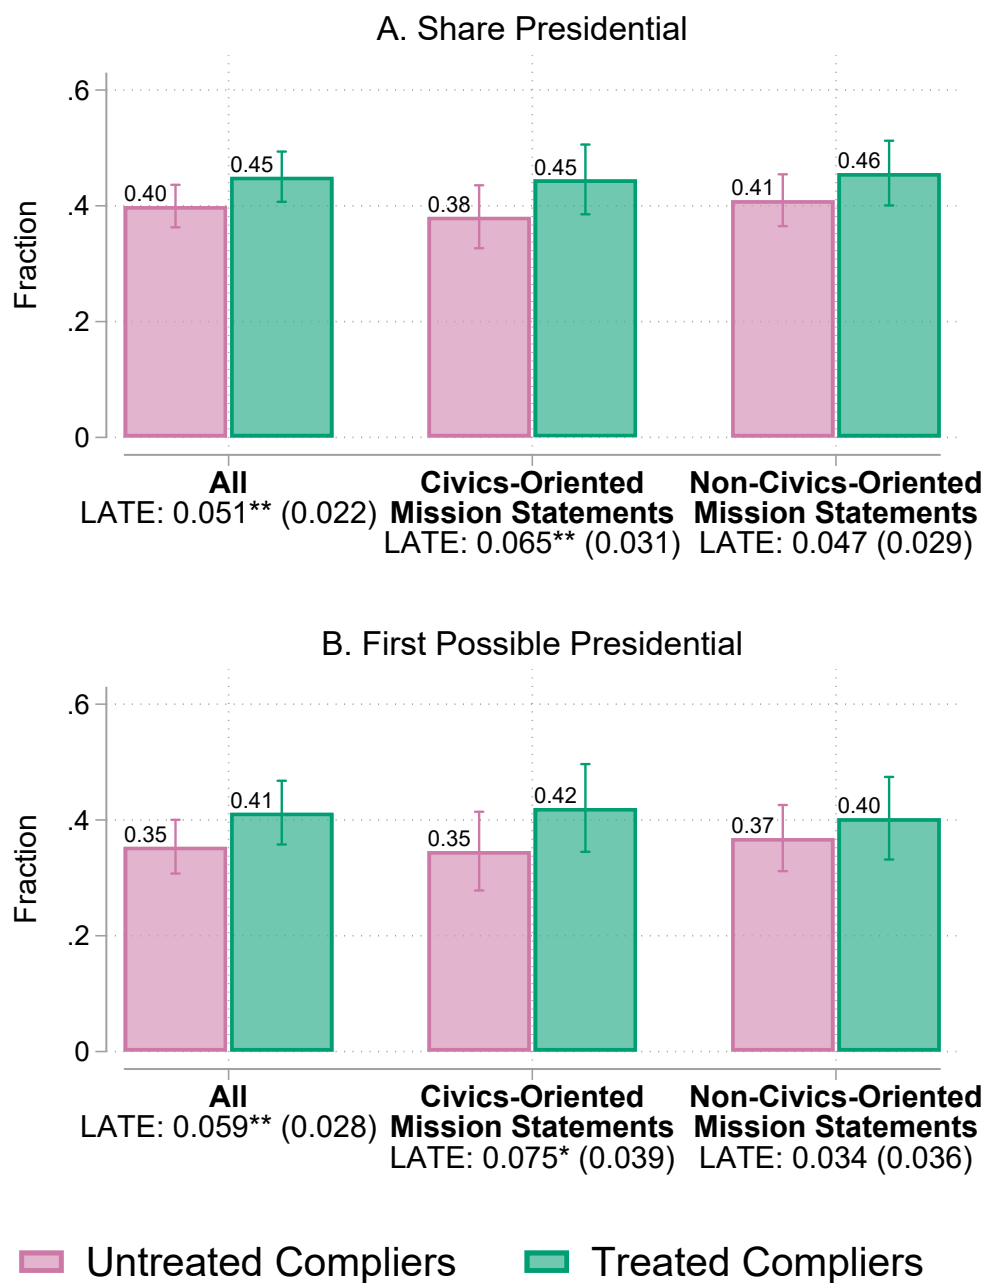 A. Share Presidential
.6
.4
.2
0
Fraction
0.40
0.45
0.38
0.45
0.41
0.46
All
LATE: 0.051** (0.022)
Civics-Oriented
Mission Statements
LATE: 0.065** (0.031)
Non-Civics-Oriented
Mission Statements
LATE: 0.047 (0.029)
B. First Possible Presidential
.6
.4
.2
0
Fraction
0.35
0.41
0.35
0.42
0.37
0.40
All
LATE: 0.059** (0.028)
Civics-Oriented
Mission Statements
LATE: 0.075* (0.039)
Non-Civics-Oriented
Mission Statements
LATE: 0.034 (0.036)
Untreated Compliers
Treated Compliers